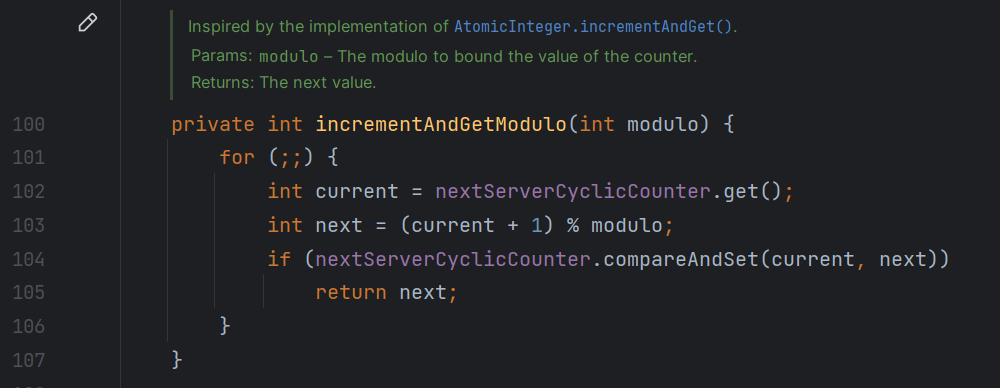 Inspired by the implementation of AtomicInteger.incrementAndGet().
Params: modulo – The modulo to bound the value of the counter.
Returns: The next value.
100 private int incrementAndGetModulo(int modulo) {
101 for (;;) {
102 int current = nextServerCyclicCounter.get();
103 int next = (current + 1) % modulo;
104 if (nextServerCyclicCounter.compareAndSet(current, next))
105 return next;
106 }
107 }